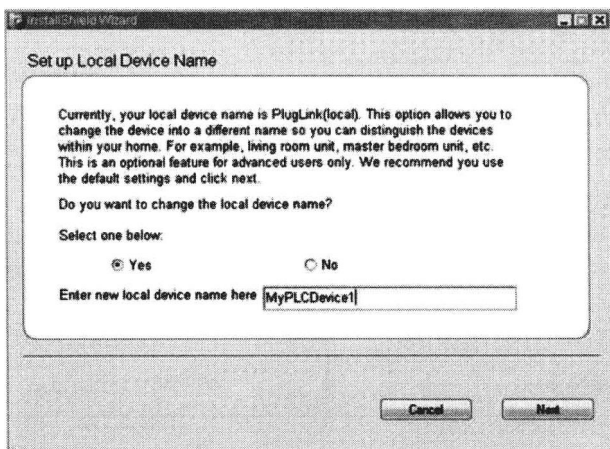 InstallShield Wizard
Set up Local Device Name
Currently, your local device name is PlugLink(local). This option allows you to
change the device into a different name so you can distinguish the devices
within your home. For example, living room unit, master bedroom unit, etc.
This is an optional feature for advanced users only. We recommend you use
the default settings and click next.
Do you want to change the local device name?
Select one below:
Yes No
Enter new local device name here MyPLCDevice1
Cancel Next